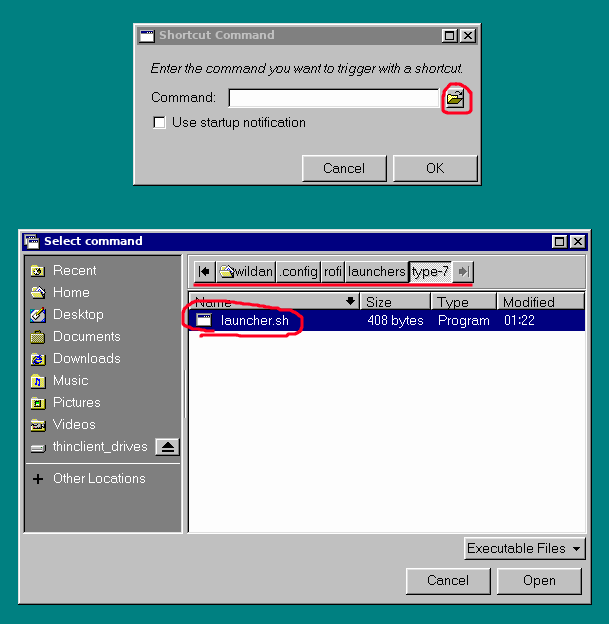 Shortcut Command
Enter the command you want to trigger with a shortcut.
Command:
Use startup notification
Cancel OK
Select command
Recent
Home
Desktop
Documents
Downloads
Music
Pictures
Videos
thinclient_drives
Other Locations
wildan .config rofi launchers type-7
Name Size Type Modified
launcher.sh 408 bytes Program 01:22
Executable Files
Cancel Open